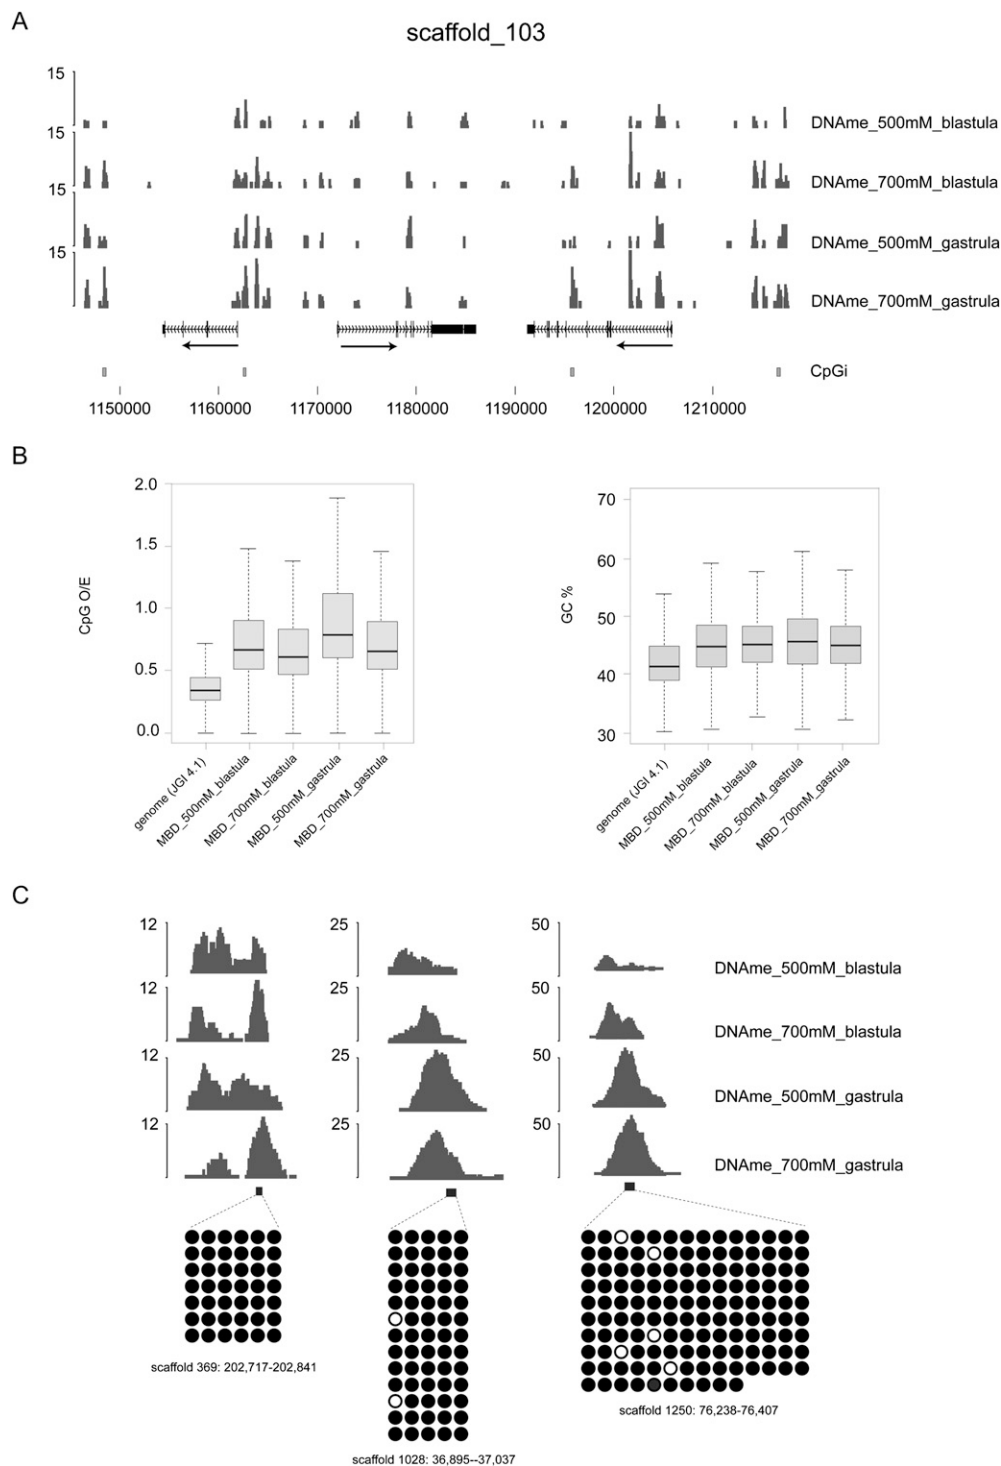 A
scaffold_103
15
DNAme_500mM_blastula
15
DNAme_700mM_blastula
15
DNAme_500mM_gastrula
15
DNAme_700mM_gastrula
CpGi
1150000 1160000 1170000 1180000 1190000 1200000 1210000
B
2.0
1.5
1.0
0.5
0.0
CpG O/E
genome (JGI 4.1)
MBD_500mM_blastula
MBD_700mM_blastula
MBD_500mM_gastrula
MBD_700mM_gastrula
70
60
50
40
30
GC %
genome (JGI 4.1)
MBD_500mM_blastula
MBD_700mM_blastula
MBD_500mM_gastrula
MBD_700mM_gastrula
C
12 25 50
DNAme_500mM_blastula
12 25 50
DNAme_700mM_blastula
12 25 50
DNAme_500mM_gastrula
12 25 50
DNAme_700mM_gastrula
scaffold 369: 202,717-202,841
scaffold 1250: 76,238-76,407
scaffold 1028: 36,895--37,037